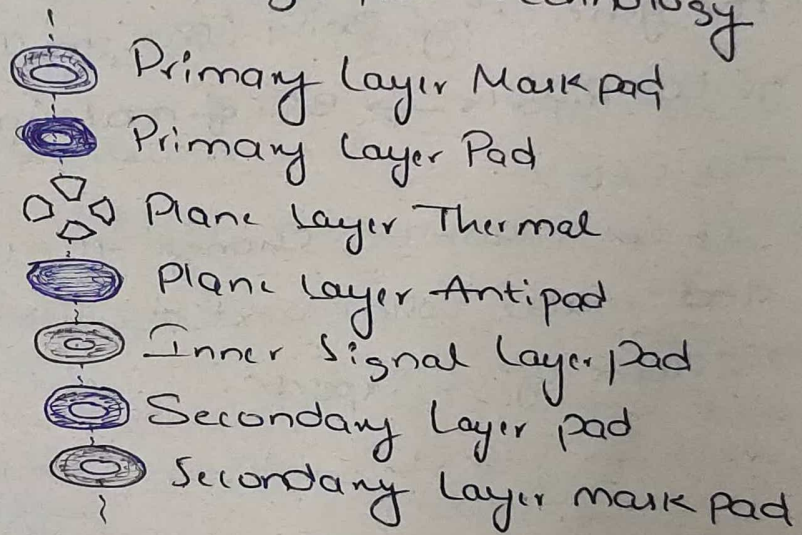 Primary Layer Mask pad
Primary Layer Pad
Plane Layer Thermal
Plane Layer Antipad
Inner Signal Layer pad
Secondary Layer pad
Secondary Layer mask pad